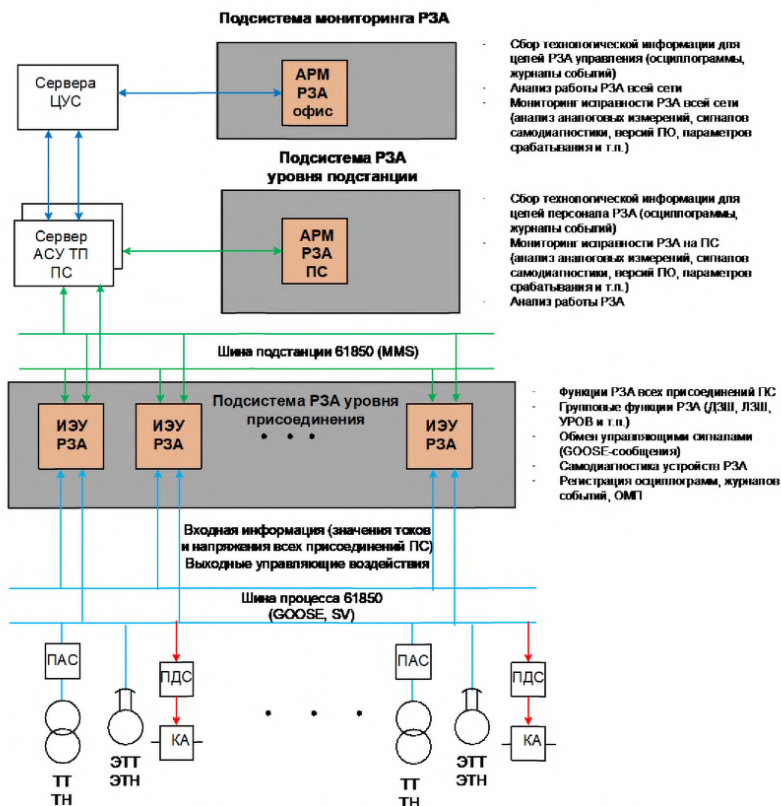 Подсистема мониторинга РЗА
Сервера
ЦУС
АРМ
РЗА
офис
- Сбор технологической информации для
целей РЗА управления (осциллограммы,
журналы событий)
- Анализ работы РЗА всей сети
- Мониторинг исправности РЗА всей сети
(анализ аналоговых измерений, сигналов
самодиагностики, версий ПО, параметров
срабатывания и т.п.)
Подсистема РЗА
уровня подстанции
Сервер
АСУ ТП
ПС
АРМ
РЗА
ПС
- Сбор технологической информации для
целей персонала РЗА (осциллограммы,
журналы событий)
- Мониторинг исправности РЗА на ПС
(анализ аналоговых измерений, сигналов
самодиагностики, версий ПО, параметров
срабатывания и т.п.)
- Анализ работы РЗА
Шина подстанции 61850 (MMS)
Подсистема РЗА уровня
присоединения
ИЭУ
РЗА
ИЭУ
РЗА
• • •
ИЭУ
РЗА
- Функции РЗА всех присоединений ПС
- Групповые функции РЗА (ДЗШ, ЛЗШ,
УРОВ и т.п.)
- Обмен управляющими сигналами
(GOOSE-сообщения)
- Самодиагностика устройств РЗА
- Регистрация осциллограмм, журналов
событий, ОМП
Входная информация (значения токов
и напряжения всех присоединений ПС)
Выходные управляющие воздействия
Шина процесса 61850
(GOOSE, SV)
ПАС
ПДС
ПАС
ПДС
• • •
КА
КА
ТТ
ТН
ЭТТ
ЭТН
ТТ
ТН
ЭТТ
ЭТН